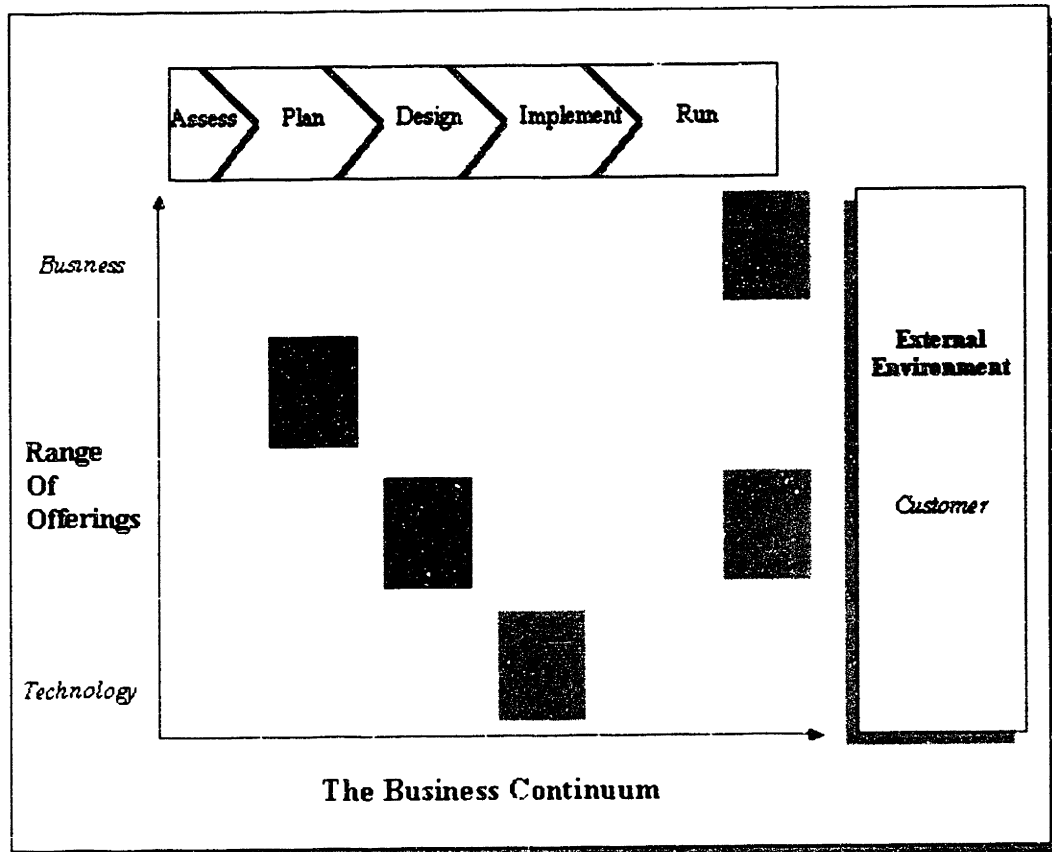 Assess Plan Design Implement Run
Business
External
Environment
Range
Of
Offerings
Customer
Technology
The Business Continuum